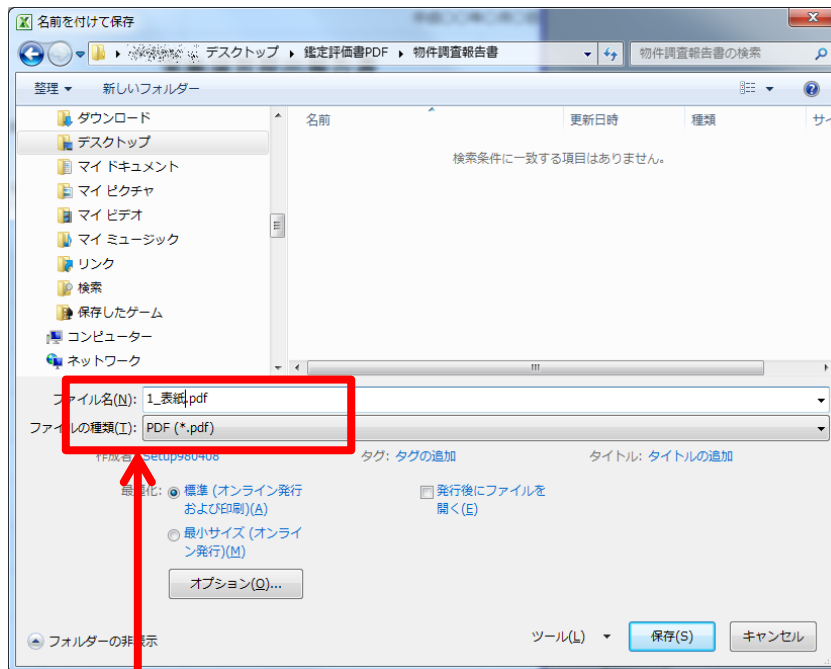 名前を付けて保存
デスクトップ ▸ 鑑定評価書PDF ▸ 物件調査報告書
物件調査報告書の検索
整理 新しいフォルダー
ダウンロード
デスクトップ
マイ ドキュメント
マイ ピクチャ
マイ ビデオ
マイ ミュージック
リンク
検索
保存したゲーム
コンピューター
ネットワーク
名前 更新日時 種類 サイ
検索条件に一致する項目はありません。
ファイル名(N): 1_表紙.pdf
ファイルの種類(T): PDF (*.pdf)
作成者: Setup980408 タグ: タグの追加 タイトル: タイトルの追加
最適化: 標準 (オンライン発行
および印刷)(A)
最小サイズ (オンライ
ン発行)(M)
発行後にファイルを
開く(E)
オプション(O)...
フォルダーの非表示
ツール(L) 保存(S) キャンセル